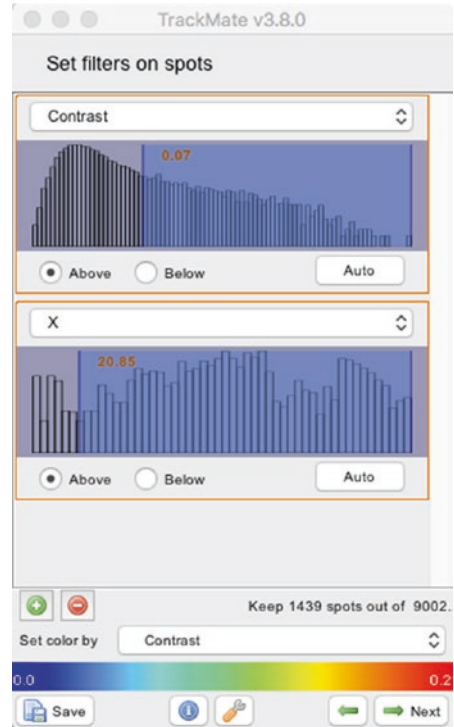 TrackMate v3.8.0
Set filters on spots
Contrast
0.07
Above Below Auto
X
20.85
Above Below Auto
Keep 1439 spots out of 9002.
Set color by Contrast
0.0 0.2
Save Next